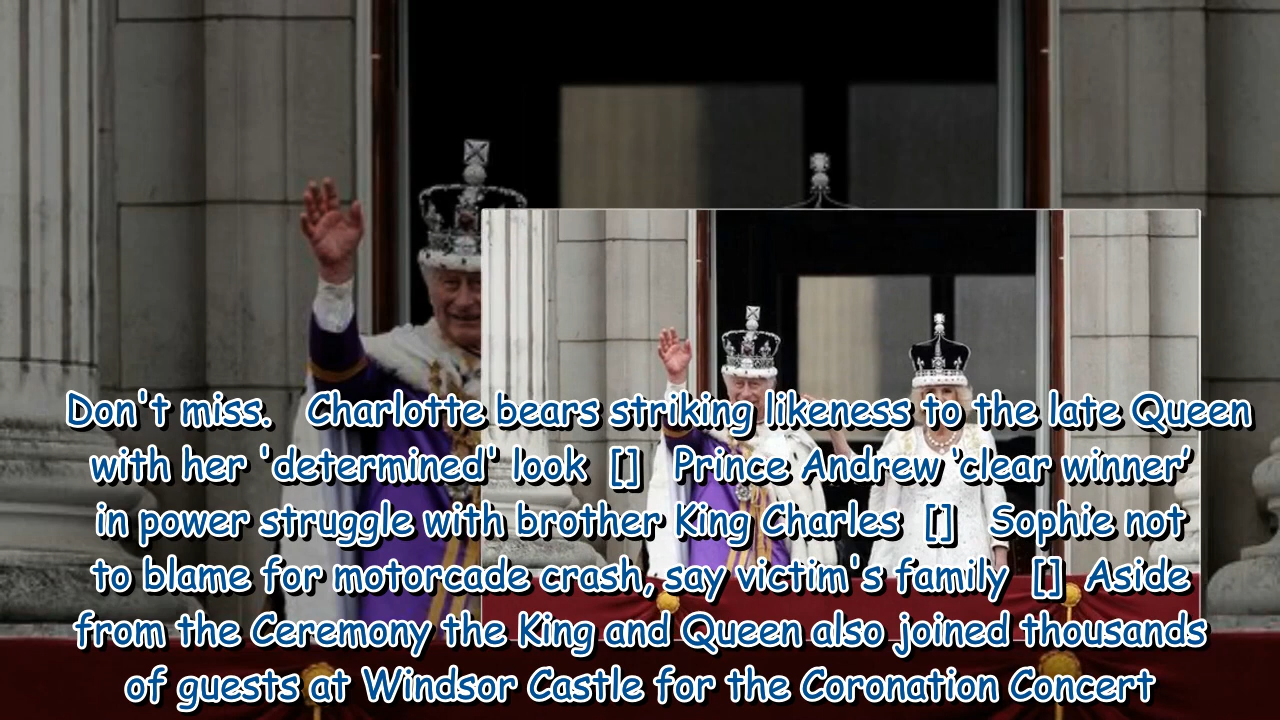 Don't miss.   Charlotte bears striking likeness to the late Queen
with her 'determined' look  []   Prince Andrew ‘clear winner’
in power struggle with brother King Charles  []   Sophie not
to blame for motorcade crash, say victim's family  []  Aside
from the Ceremony the King and Queen also joined thousands
of guests at Windsor Castle for the Coronation Concert